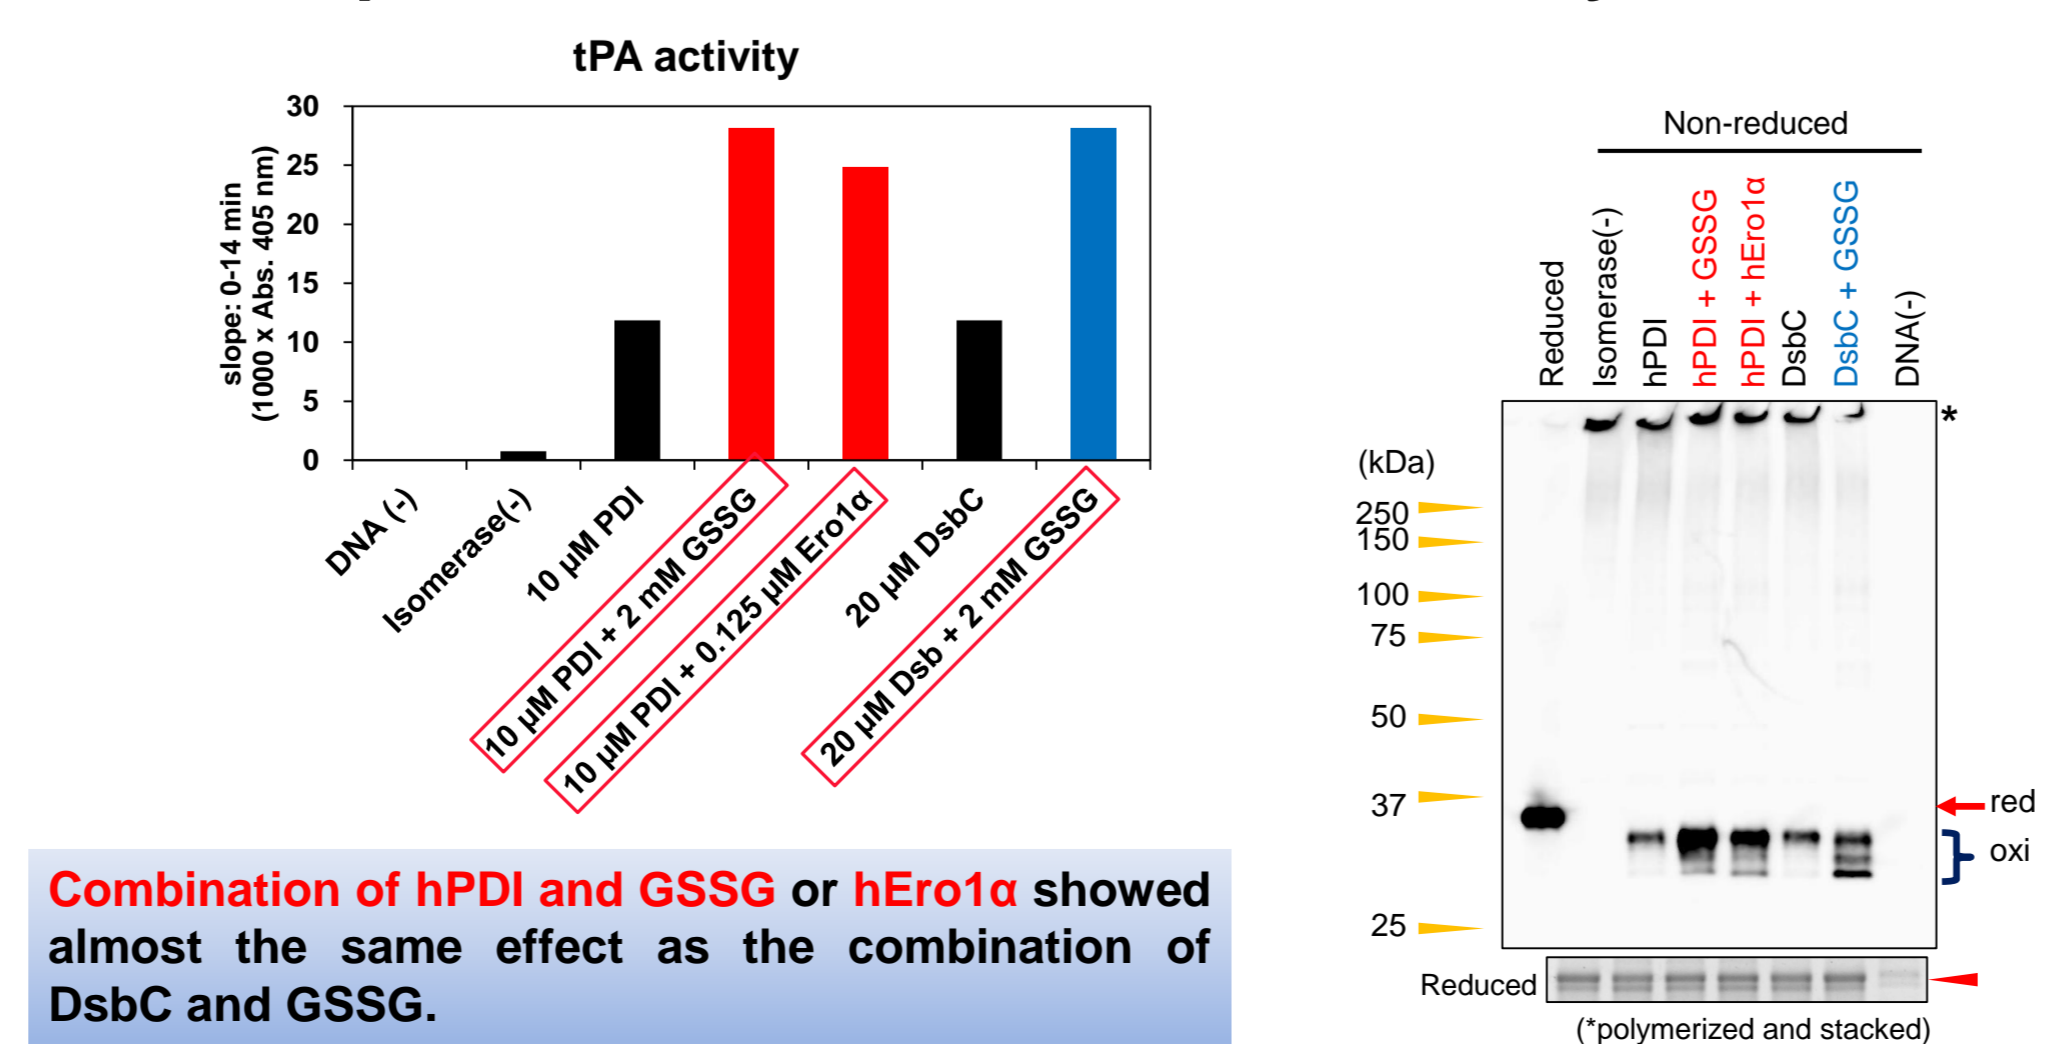 tPA activity
slope: 0-14 min
(1000 x Abs. 405 nm)
30
25
20
15
10
5
0
DNA (-)
Isomerase(-)
10 µM PDI
10 µM PDI + 2 mM GSSG
10 µM PDI + 0.125 µM Ero1α
20 µM DsbC
20 µM Dsb + 2 mM GSSG
Combination of hPDI and GSSG or hEro1α showed
almost the same effect as the combination of
DsbC and GSSG.
Non-reduced
Reduced
Isomerase(-)
hPDI
hPDI + GSSG
hPDI + hEro1α
DsbC
DsbC + GSSG
DNA(-)
*
(kDa)
250
150
100
75
50
37
25
red
oxi
Reduced
(*polymerized and stacked)